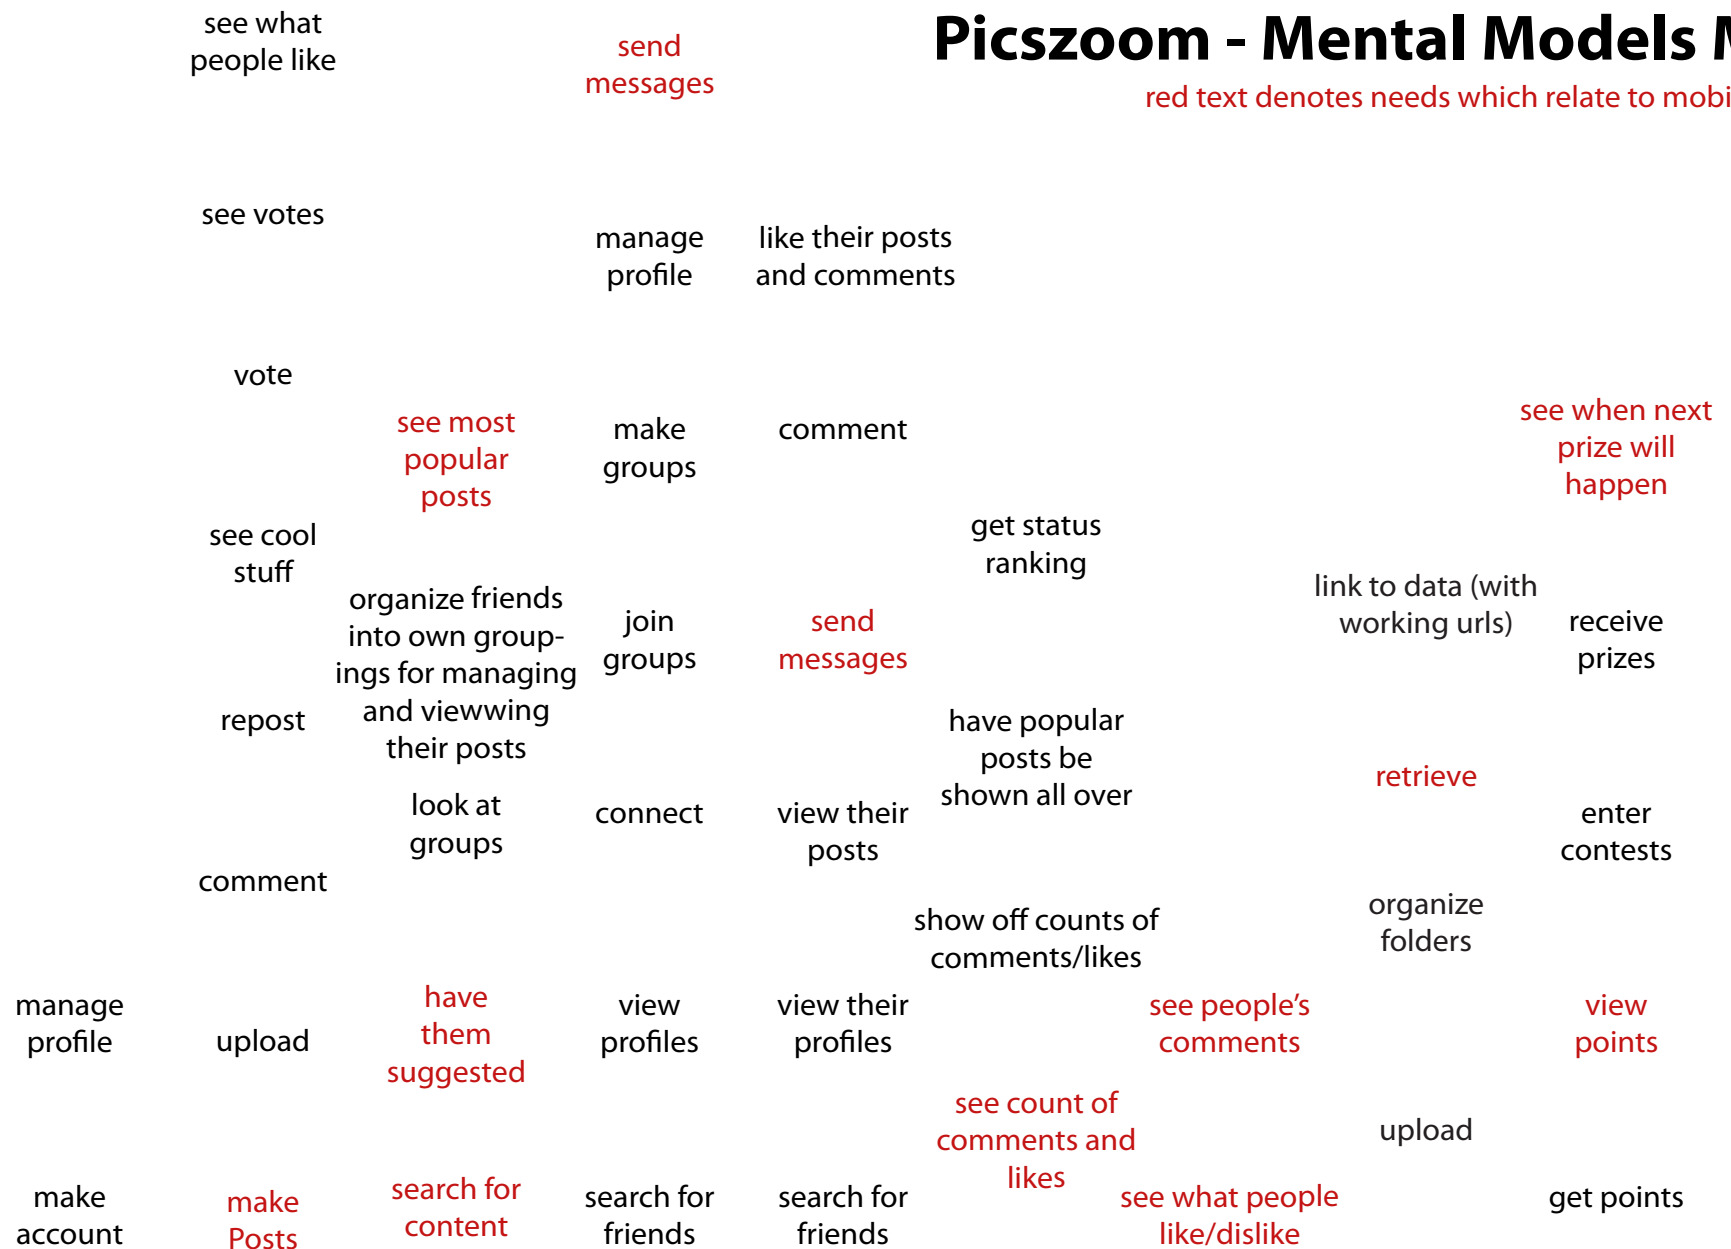 Picszoom - Mental Models M
red text denotes needs which relate to mobi
see what
people like
see votes
vote
see cool
stuff
repost
comment
upload
make
Posts
manage
profile
make
account
see most
popular
posts
organize friends
into own group-
ings for managing
and viewwing
their posts
look at
groups
have
them
suggested
search for
content
send
messages
manage
profile
make
groups
join
groups
connect
view
profiles
search for
friends
like their posts
and comments
comment
send
messages
view their
posts
view their
profiles
search for
friends
get status
ranking
have popular
posts be
shown all over
show off counts of
comments/likes
see count of
comments and
likes
see people's
comments
see what people
like/dislike
link to data (with
working urls)
retrieve
organize
folders
upload
see when next
prize will
happen
receive
prizes
enter
contests
view
points
get points